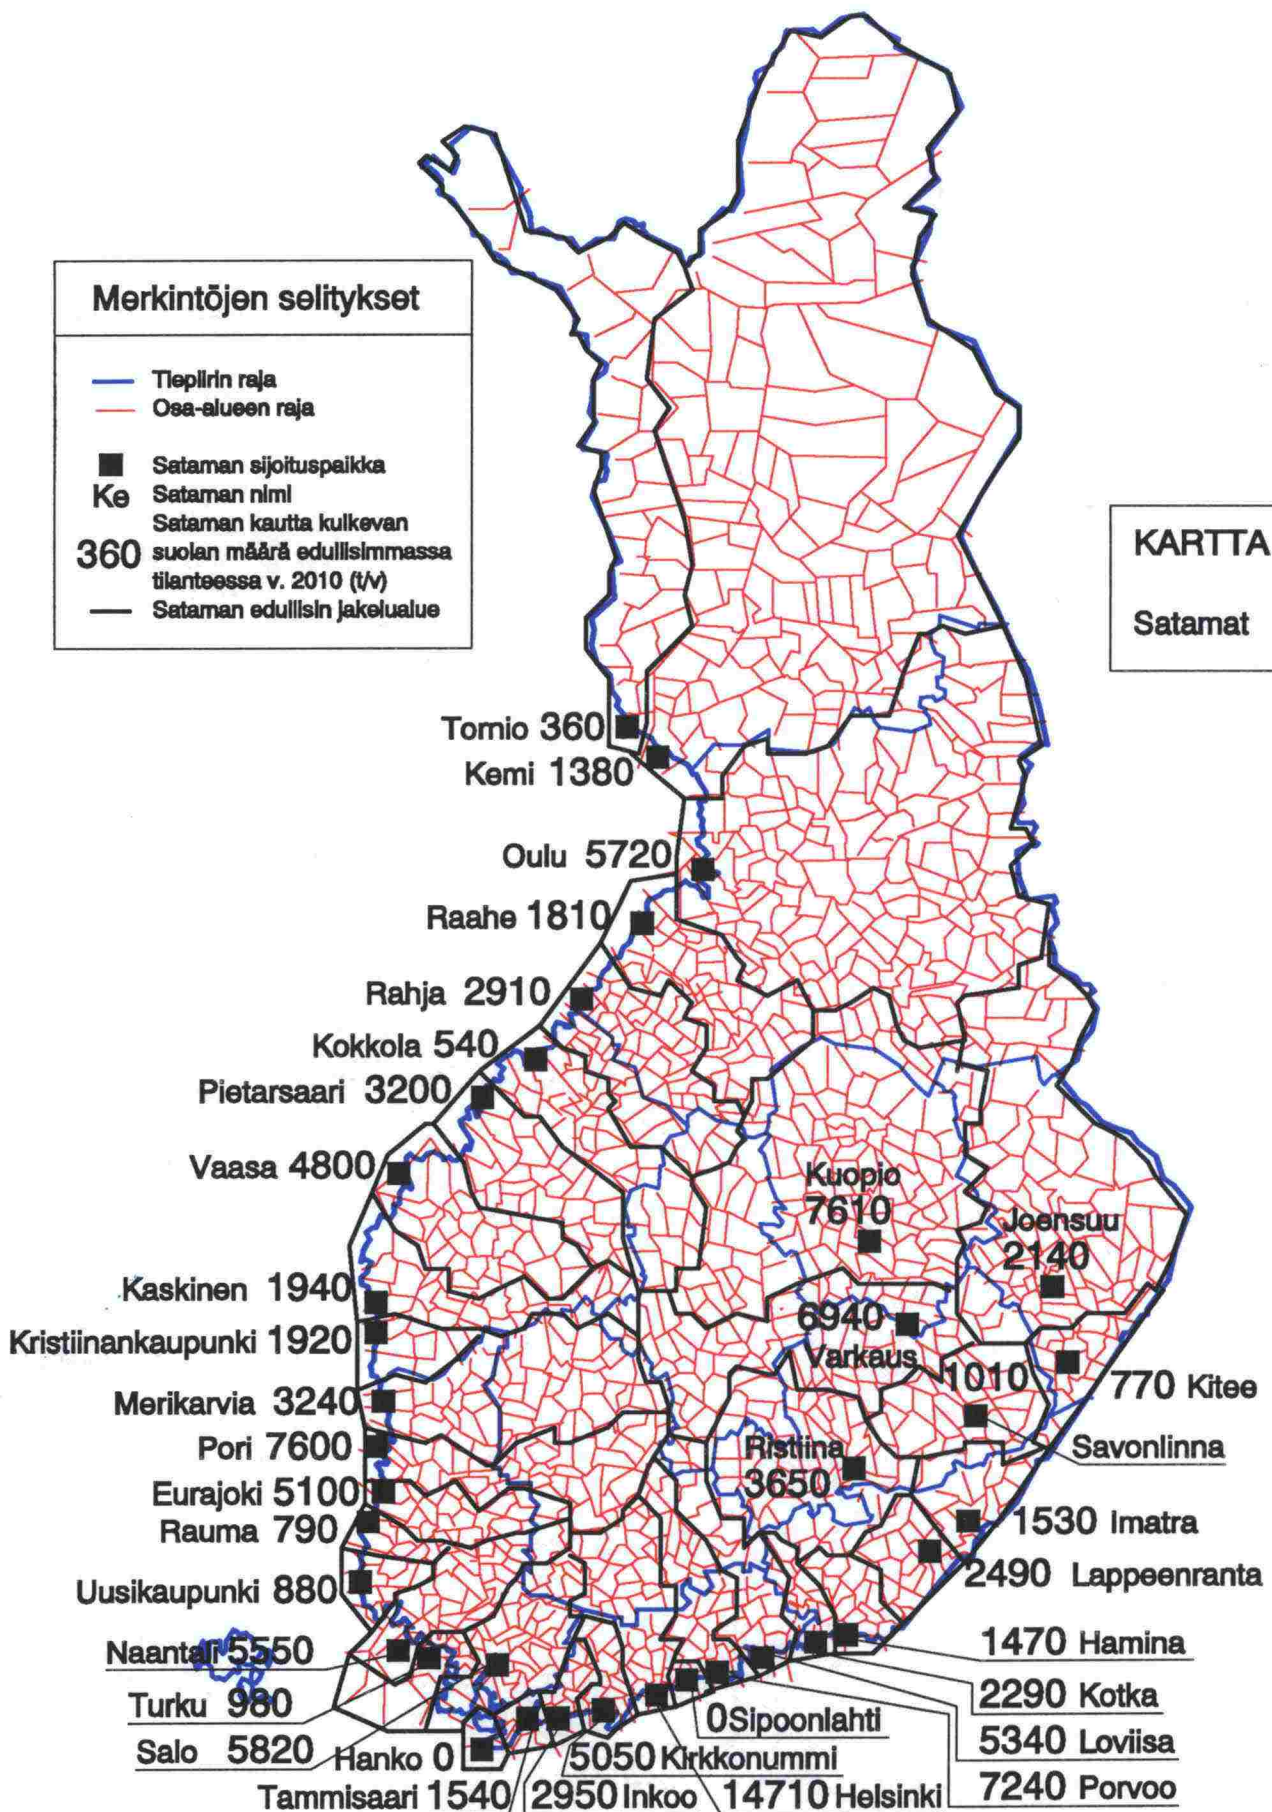 Merkintöjen selitykset
Tiepiirin raja
Osa-alueen raja
Sataman sijoituspaikka
Ke Sataman nimi
Sataman kautta kulkevan
360 suolan määrä edullisimmassa
tilanteessa v. 2010 (t/v)
Sataman edullisin jakelualue
KARTTA
Satamat
Tornio 360
Kemi 1380
Oulu 5720
Raahe 1810
Rahja 2910
Kokkola 540
Pietarsaari 3200
Vaasa 4800
Kuopio
7610
Joensuu
2140
Kaskinen 1940
Kristiinankaupunki 1920
6940
Varkaus
1010
770 Kitee
Merikarvia 3240
Pori 7600
Ristiina
3650
Savonlinna
Eurajoki 5100
Rauma 790
1530 Imatra
2490 Lappeenranta
Uusikaupunki 880
Naantali 5550
1470 Hamina
Turku 980
2290 Kotka
0 Sipoonlahti
Salo 5820
Hanko 0
5050 Kirkkonummi
5340 Loviisa
Tammisaari 1540
2950 Inkoo
14710 Helsinki
7240 Porvoo